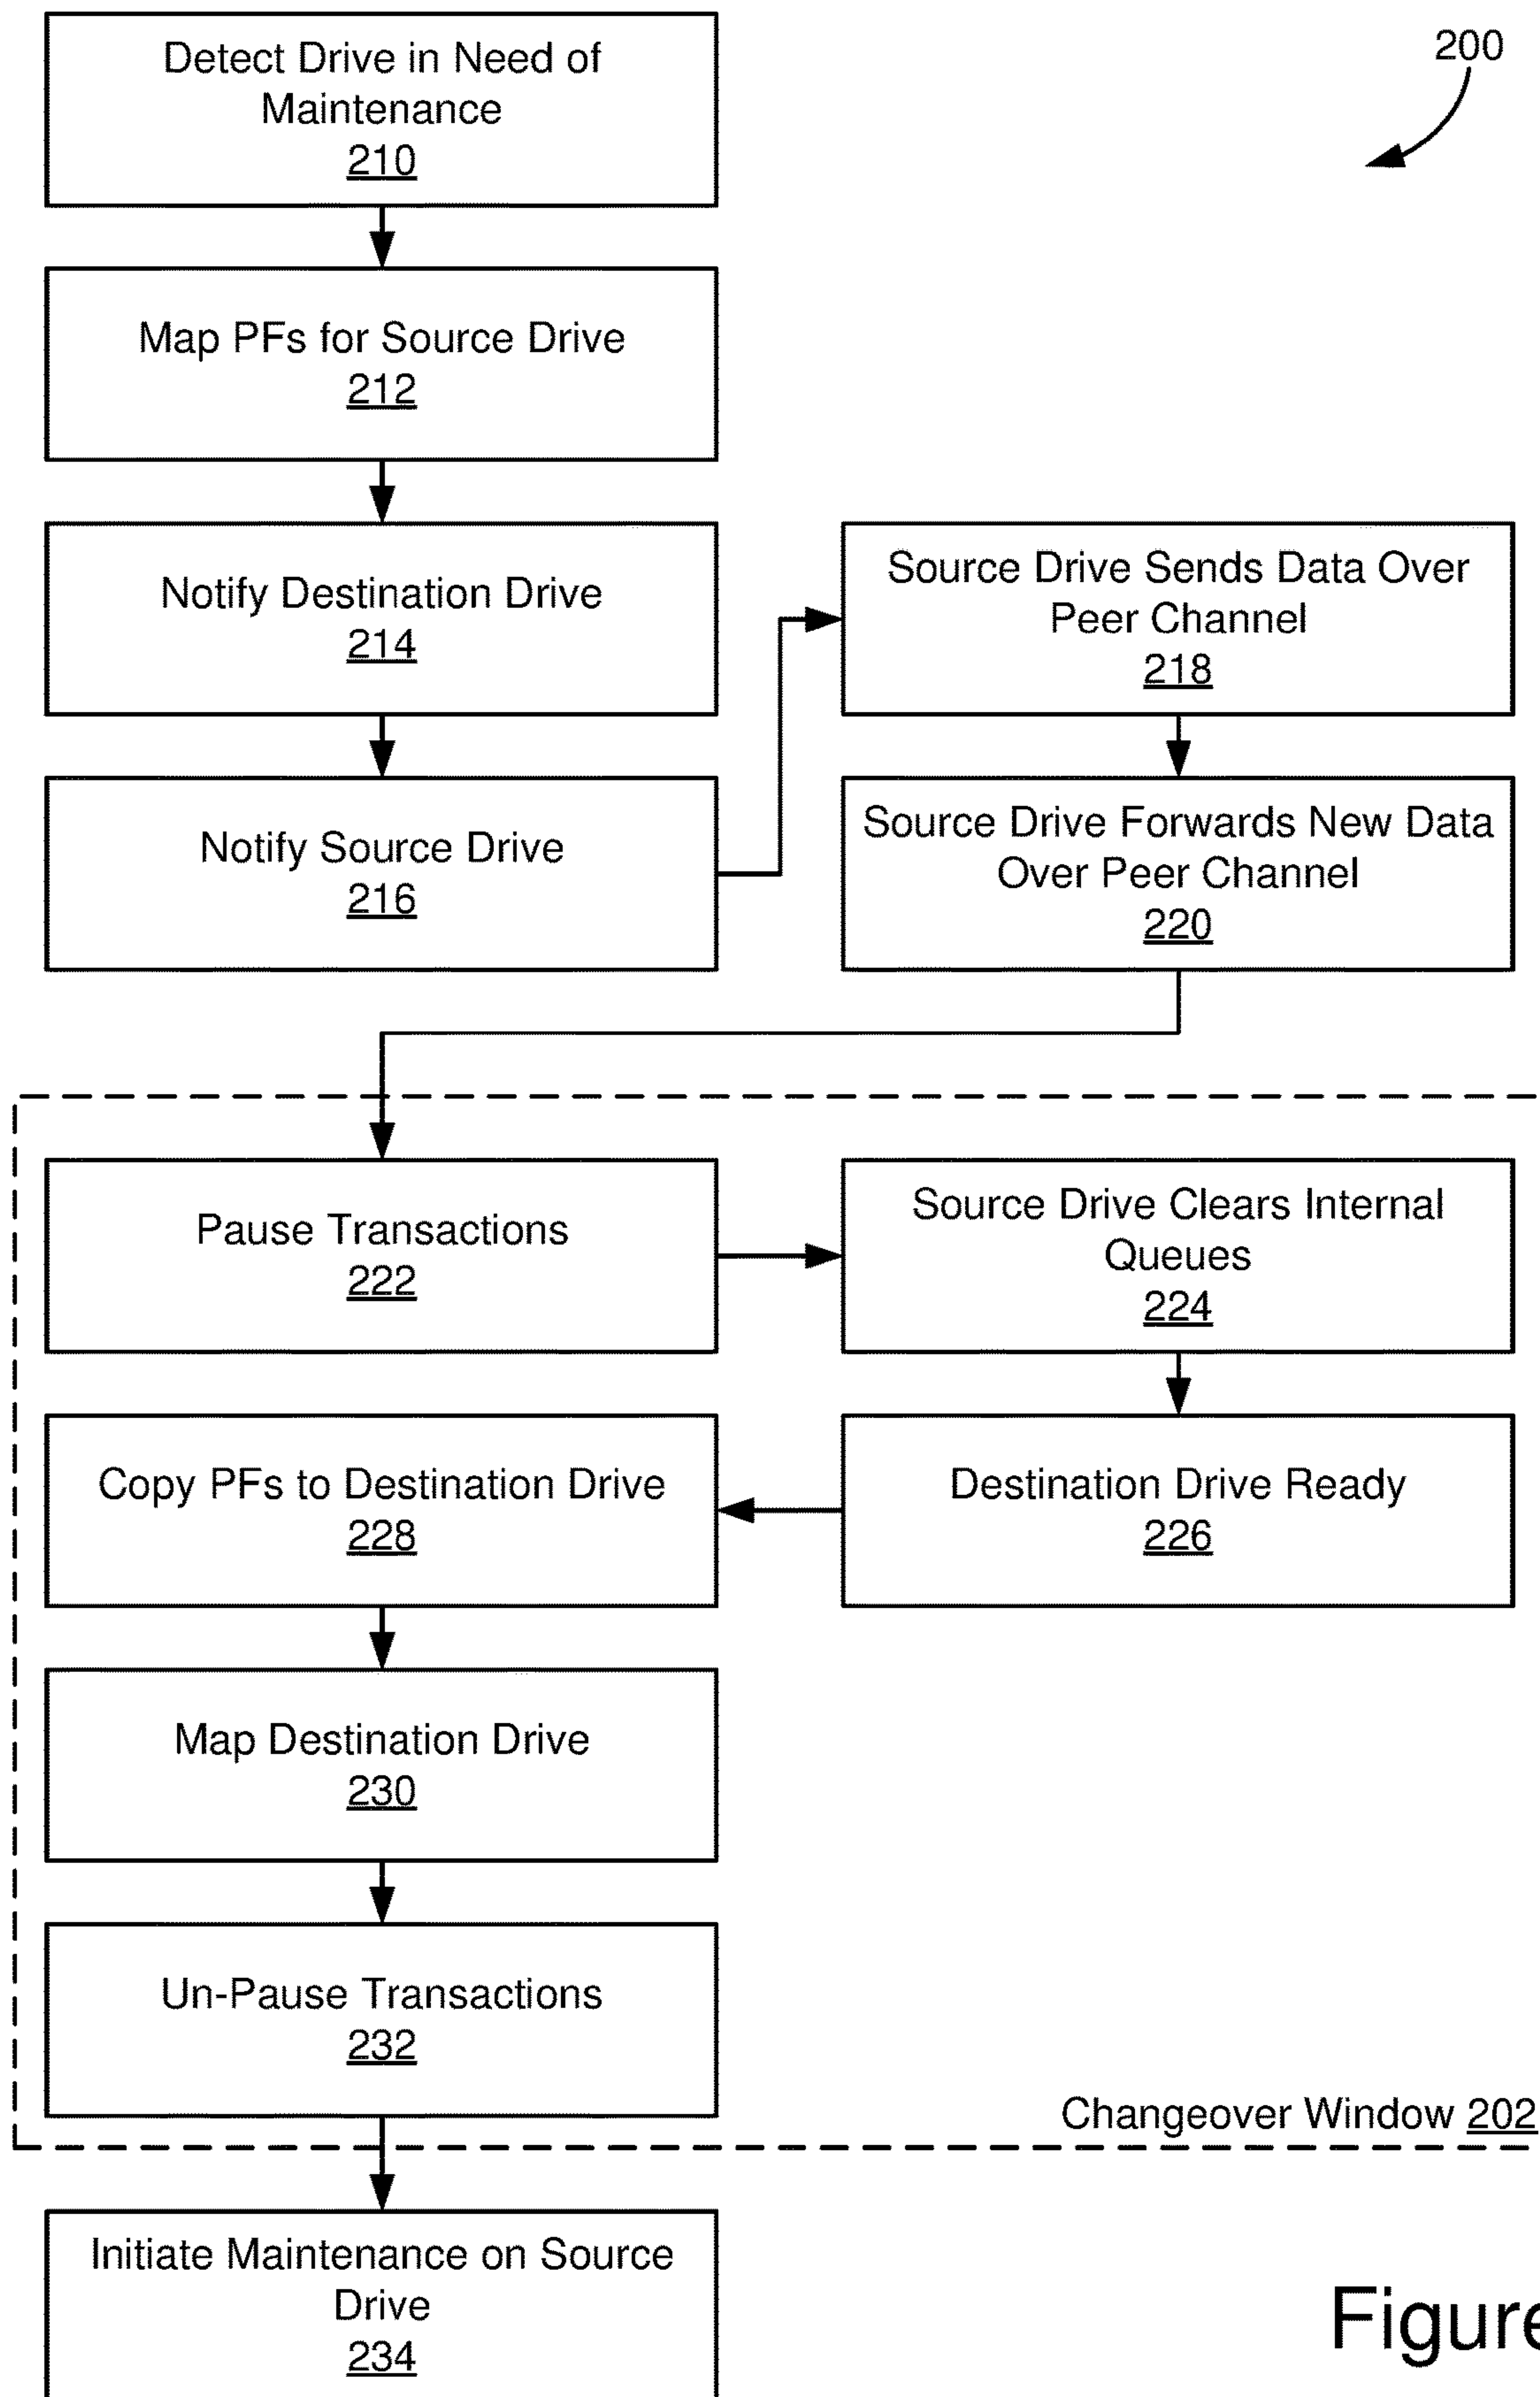 200
Detect Drive in Need of
Maintenance
210
Map PFs for Source Drive
212
Notify Destination Drive
214
Notify Source Drive
216
Source Drive Sends Data Over
Peer Channel
218
Source Drive Forwards New Data
Over Peer Channel
220
Pause Transactions
222
Source Drive Clears Internal
Queues
224
Destination Drive Ready
226
Copy PFs to Destination Drive
228
Map Destination Drive
230
Un-Pause Transactions
232
Changeover Window 202
Initiate Maintenance on Source
Drive
234
Figure